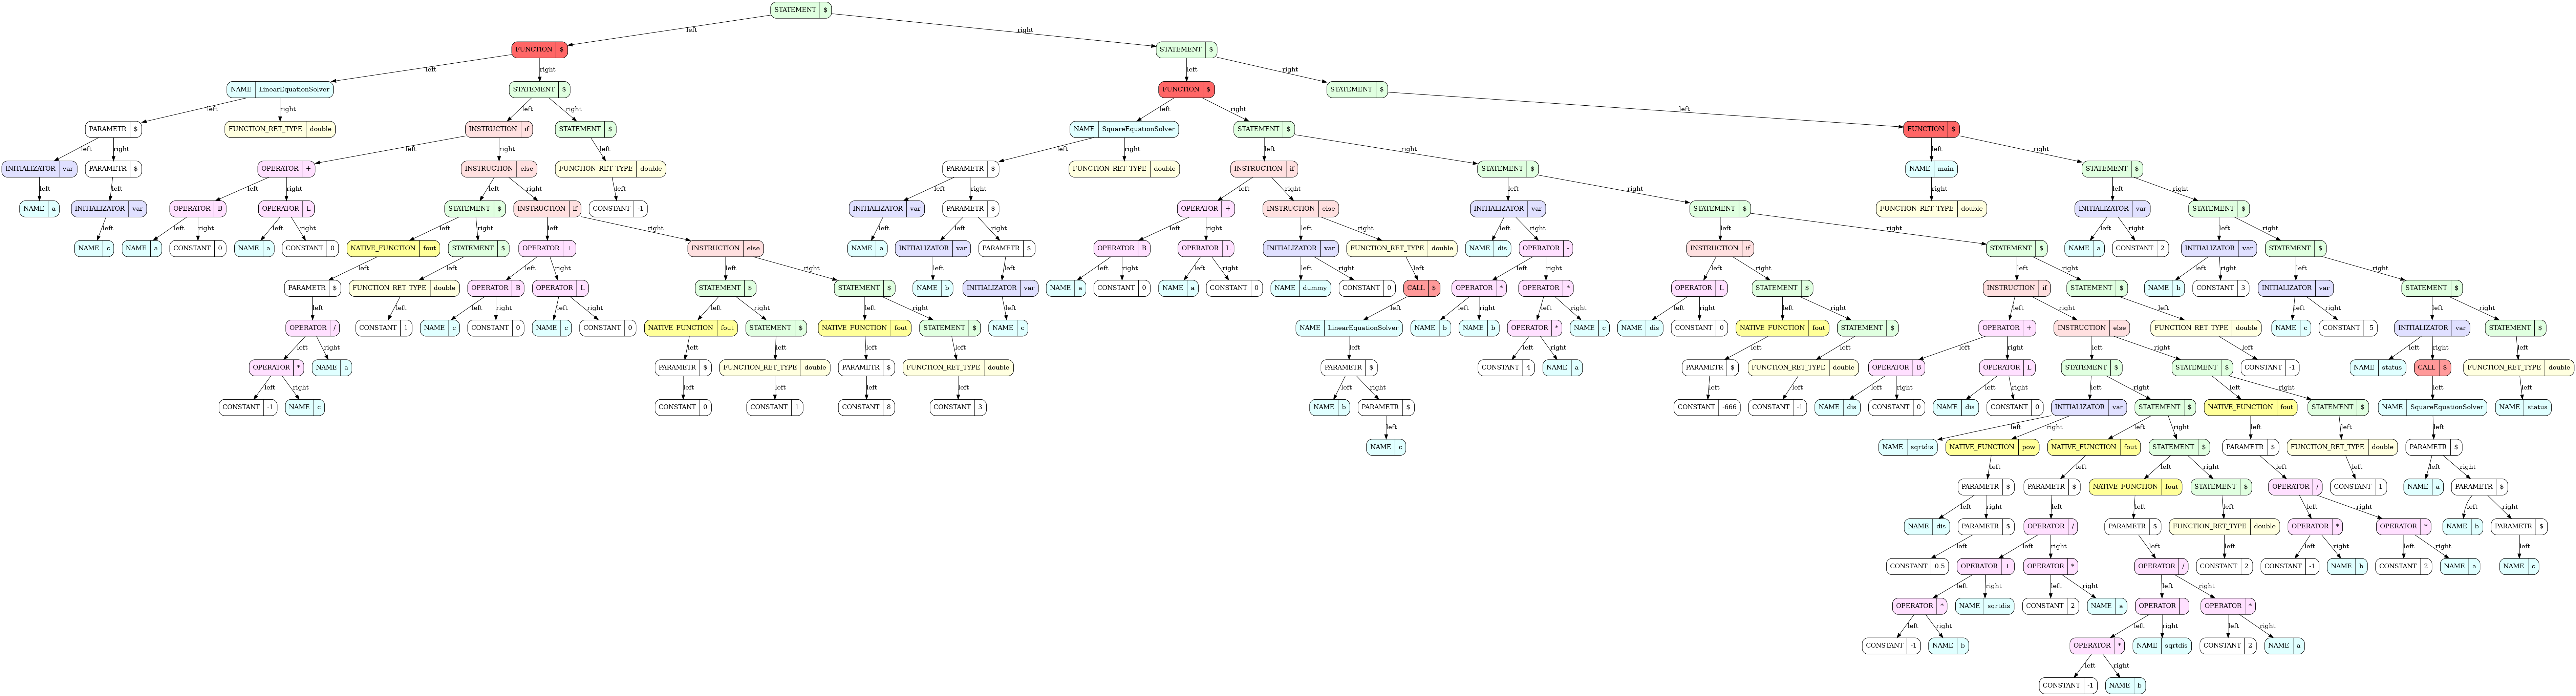 STATEMENT $
left right
FUNCTION $ STATEMENT $
left right left right
NAME LinearEquationSolver STATEMENT $ FUNCTION $ STATEMENT $
left right left right left right left
PARAMETR $ FUNCTION_RET_TYPE double INSTRUCTION if STATEMENT $ NAME SquareEquationSolver STATEMENT $ FUNCTION $
left right left right left left right left right left right
INITIALIZATOR var PARAMETR $ OPERATOR + INSTRUCTION else FUNCTION_RET_TYPE double PARAMETR $ FUNCTION_RET_TYPE double INSTRUCTION if STATEMENT $ NAME main STATEMENT $
left left left right left right left left right left right left right right left right
NAME a INITIALIZATOR var OPERATOR B OPERATOR L STATEMENT $ INSTRUCTION if CONSTANT -1 INITIALIZATOR var PARAMETR $ OPERATOR + INSTRUCTION else INITIALIZATOR var STATEMENT $ FUNCTION_RET_TYPE double INITIALIZATOR var STATEMENT $
left left right left right left right left right left left right left right left right left right left right left right left right
NAME c NAME a CONSTANT 0 NAME a CONSTANT 0 NATIVE_FUNCTION fout STATEMENT $ OPERATOR + INSTRUCTION else NAME a INITIALIZATOR var PARAMETR $ OPERATOR B OPERATOR L INITIALIZATOR var FUNCTION_RET_TYPE double NAME dis OPERATOR - INSTRUCTION if STATEMENT $ NAME a CONSTANT 2 INITIALIZATOR var STATEMENT $
left left left right left right left left left right left right left right left left right left right left right left right left right
PARAMETR $ FUNCTION_RET_TYPE double OPERATOR B OPERATOR L STATEMENT $ STATEMENT $ NAME b INITIALIZATOR var NAME a CONSTANT 0 NAME a CONSTANT 0 NAME dummy CONSTANT 0 CALL $ OPERATOR * OPERATOR * OPERATOR L STATEMENT $ INSTRUCTION if STATEMENT $ NAME b CONSTANT 3 INITIALIZATOR var STATEMENT $
left left left right left right left right left right left left left right left right left right left right left right left left right left right
OPERATOR / CONSTANT 1 NAME c CONSTANT 0 NAME c CONSTANT 0 NATIVE_FUNCTION fout STATEMENT $ NATIVE_FUNCTION fout STATEMENT $ NAME c NAME LinearEquationSolver NAME b NAME b OPERATOR * NAME c NAME dis CONSTANT 0 NATIVE_FUNCTION fout STATEMENT $ OPERATOR + INSTRUCTION else FUNCTION_RET_TYPE double NAME c CONSTANT -5 INITIALIZATOR var STATEMENT $
left right left left left left left left right left left left right left right left left right left
OPERATOR * NAME a PARAMETR $ FUNCTION_RET_TYPE double PARAMETR $ FUNCTION_RET_TYPE double PARAMETR $ CONSTANT 4 NAME a PARAMETR $ FUNCTION_RET_TYPE double OPERATOR B OPERATOR L STATEMENT $ STATEMENT $ CONSTANT -1 NAME status CALL $ FUNCTION_RET_TYPE double
left right left left left left left right left left left right left right left right left right left left
CONSTANT -1 NAME c CONSTANT 0 CONSTANT 1 CONSTANT 8 CONSTANT 3 NAME b PARAMETR $ CONSTANT -666 CONSTANT -1 NAME dis CONSTANT 0 NAME dis CONSTANT 0 INITIALIZATOR var STATEMENT $ NATIVE_FUNCTION fout STATEMENT $ NAME SquareEquationSolver NAME status
left left right left right left left left
NAME c NAME sqrtdis NATIVE_FUNCTION pow NATIVE_FUNCTION fout STATEMENT $ PARAMETR $ FUNCTION_RET_TYPE double PARAMETR $
left left left right left left left right
PARAMETR $ PARAMETR $ NATIVE_FUNCTION fout STATEMENT $ OPERATOR / CONSTANT 1 NAME a PARAMETR $
left right left left left left right left right
NAME dis PARAMETR $ OPERATOR / PARAMETR $ FUNCTION_RET_TYPE double OPERATOR * OPERATOR * NAME b PARAMETR $
left left right left left left right left right left
CONSTANT 0.5 OPERATOR + OPERATOR * OPERATOR / CONSTANT 2 CONSTANT -1 NAME b CONSTANT 2 NAME a NAME c
left right left right left right
OPERATOR * NAME sqrtdis CONSTANT 2 NAME a OPERATOR - OPERATOR *
left right left right left right
CONSTANT -1 NAME b OPERATOR * NAME sqrtdis CONSTANT 2 NAME a
left right
CONSTANT -1 NAME b